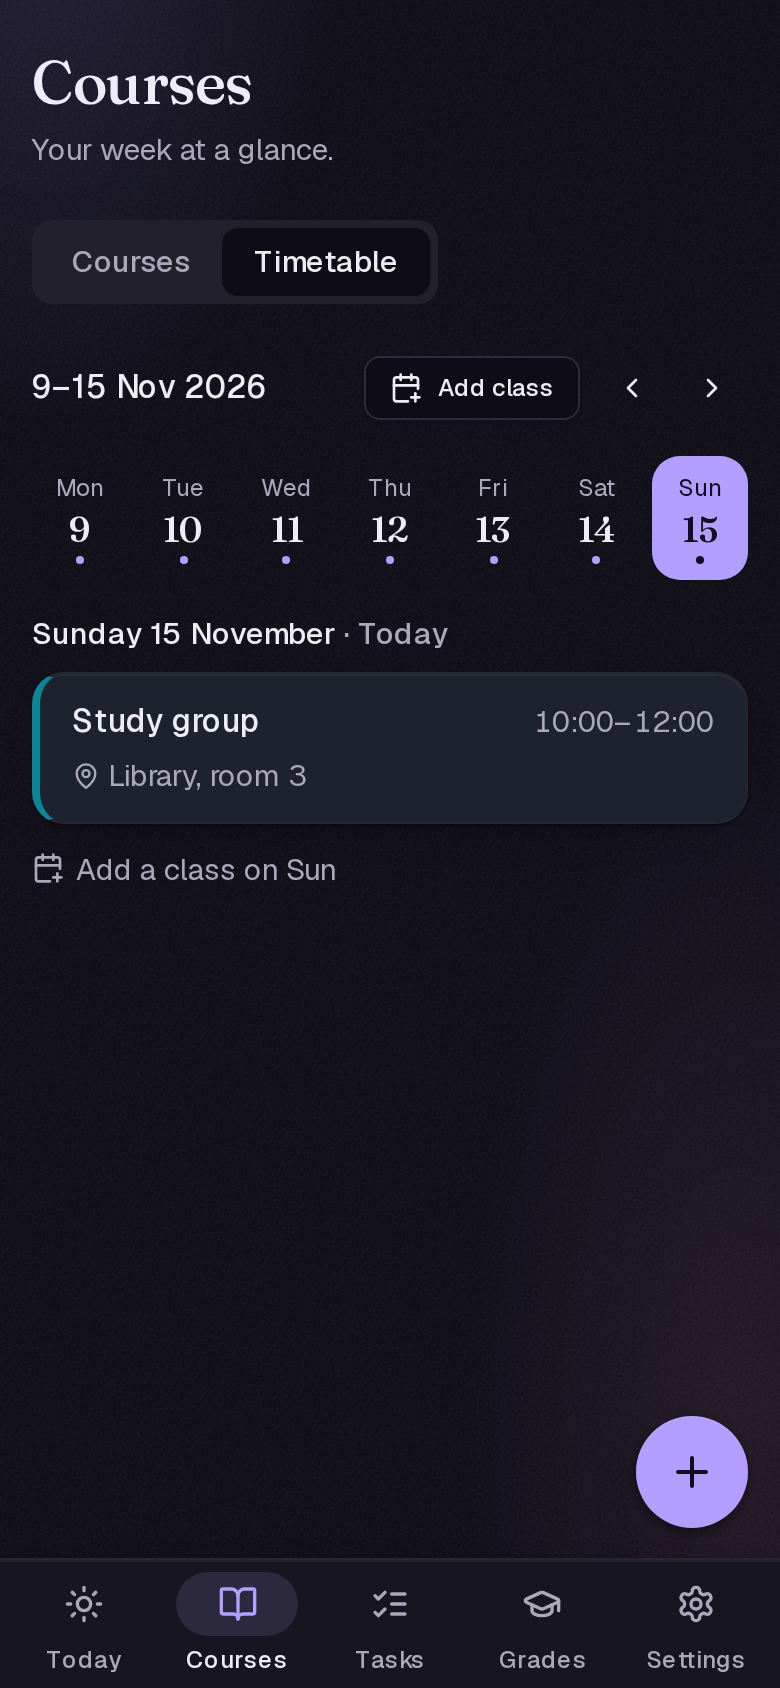 Courses
Your week at a glance.
Courses Timetable
9–15 Nov 2026 Add class
Mon Tue Wed Thu Fri Sat Sun
9 10 11 12 13 14 15
Sunday 15 November · Today
Study group 10:00–12:00
Library, room 3
Add a class on Sun
Today Courses Tasks Grades Settings